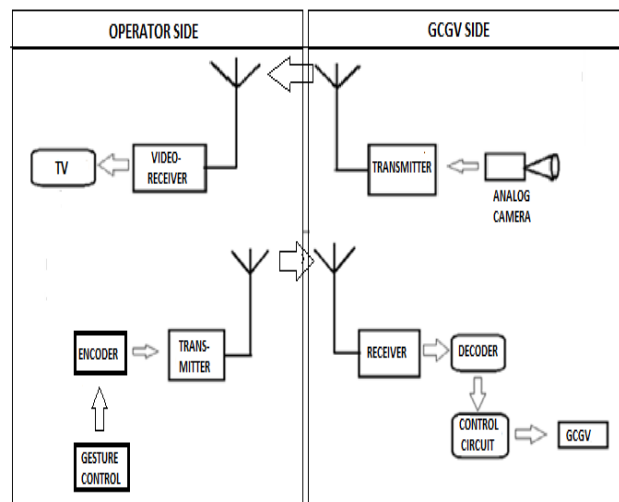 OPERATOR SIDE
GCGV SIDE
TV
VIDEO-
RECEIVER
TRANSMITTER
ANALOG
CAMERA
ENCODER
TRANS-
MITTER
GESTURE
CONTROL
RECEIVER
DECODER
CONTROL
CIRCUIT
GCGV